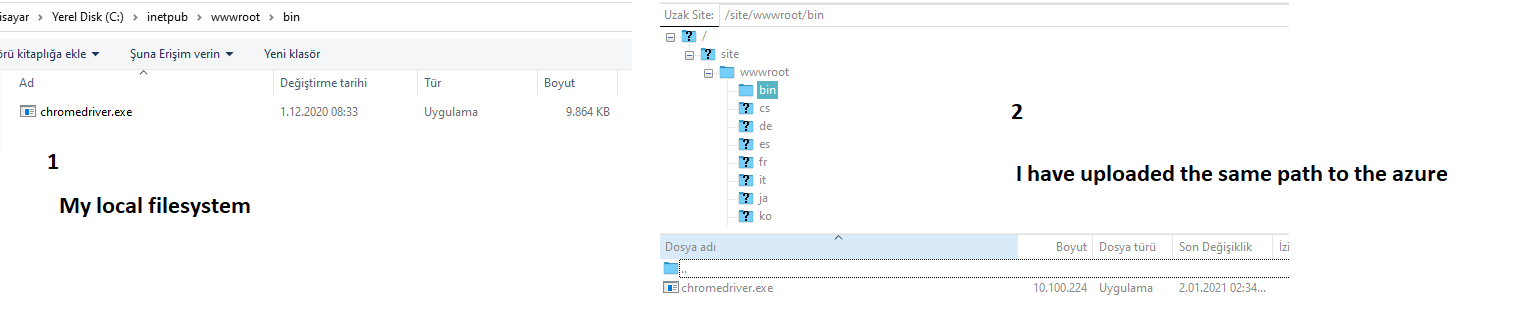 isayar > Yerel Disk (C:) > inetpub > wwwroot > bin
örü kitaplığa ekle Şuna Erişim verin Yeni klasör
Ad Değiştirme tarihi Tür Boyut
chromedriver.exe 1.12.2020 08:33 Uygulama 9.864 KB
1
My local filesystem
Uzak Site: /site/wwwroot/bin
/
site
wwwroot
bin
cs
de
es
fr
it
ja
ko
2
I have uploaded the same path to the azure
Dosya adı Boyut Dosya türü Son Değişiklik İzi
..
chromedriver.exe 10.100.224 Uygulama 2.01.2021 02:34...